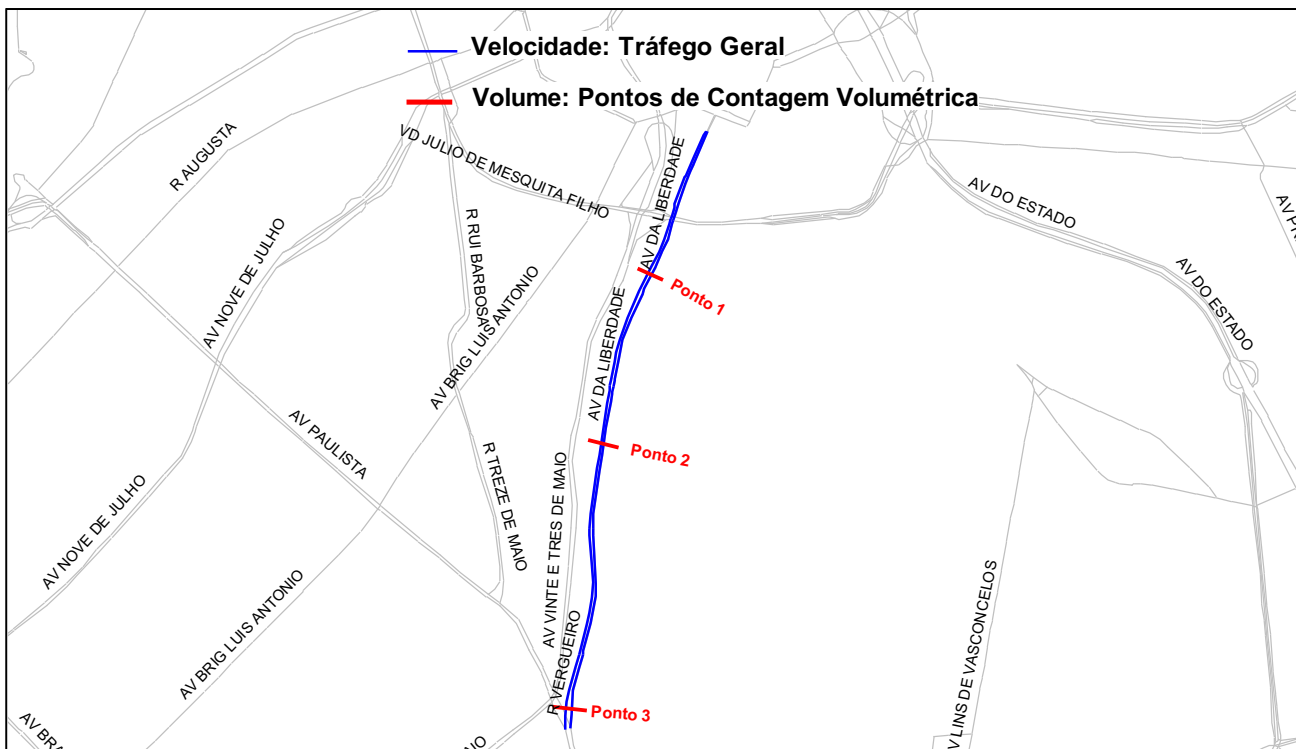 Velocidade: Tráfego Geral
Volume: Pontos de Contagem Volumétrica
R AUGUSTA
VD JULIO DE MESQUITA FILHO
AV DA LIBERDADE
AV DO ESTADO
R RUI BARBOSA
AV NOVE DE JULHO
AV BRIG LUIS ANTONIO
Ponto 1
AV DO ESTADO
AV DA LIBERDADE
AV PAULISTA
Ponto 2
R TREZE DE MAIO
AV VINTE E TRES DE MAIO
AV NOVE DE JULHO
AV BRIG LUIS ANTONIO
R VERGUEIRO
Ponto 3
V LINS DE VASCONCELOS